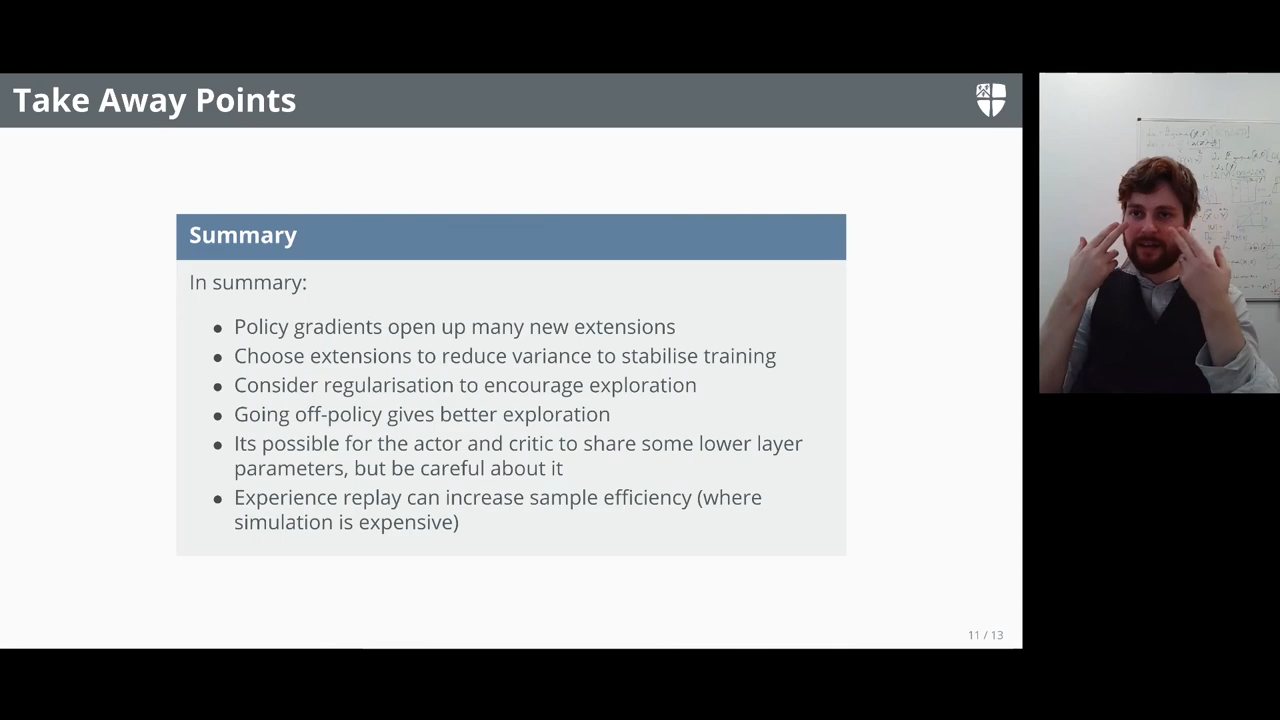 Take Away Points
Summary
In summary:
● Policy gradients open up many new extensions
● Choose extensions to reduce variance to stabilise training
● Consider regularisation to encourage exploration
● Going off-policy gives better exploration
● Its possible for the actor and critic to share some lower layer
parameters, but be careful about it
● Experience replay can increase sample efficiency (where
simulation is expensive)
11 / 13